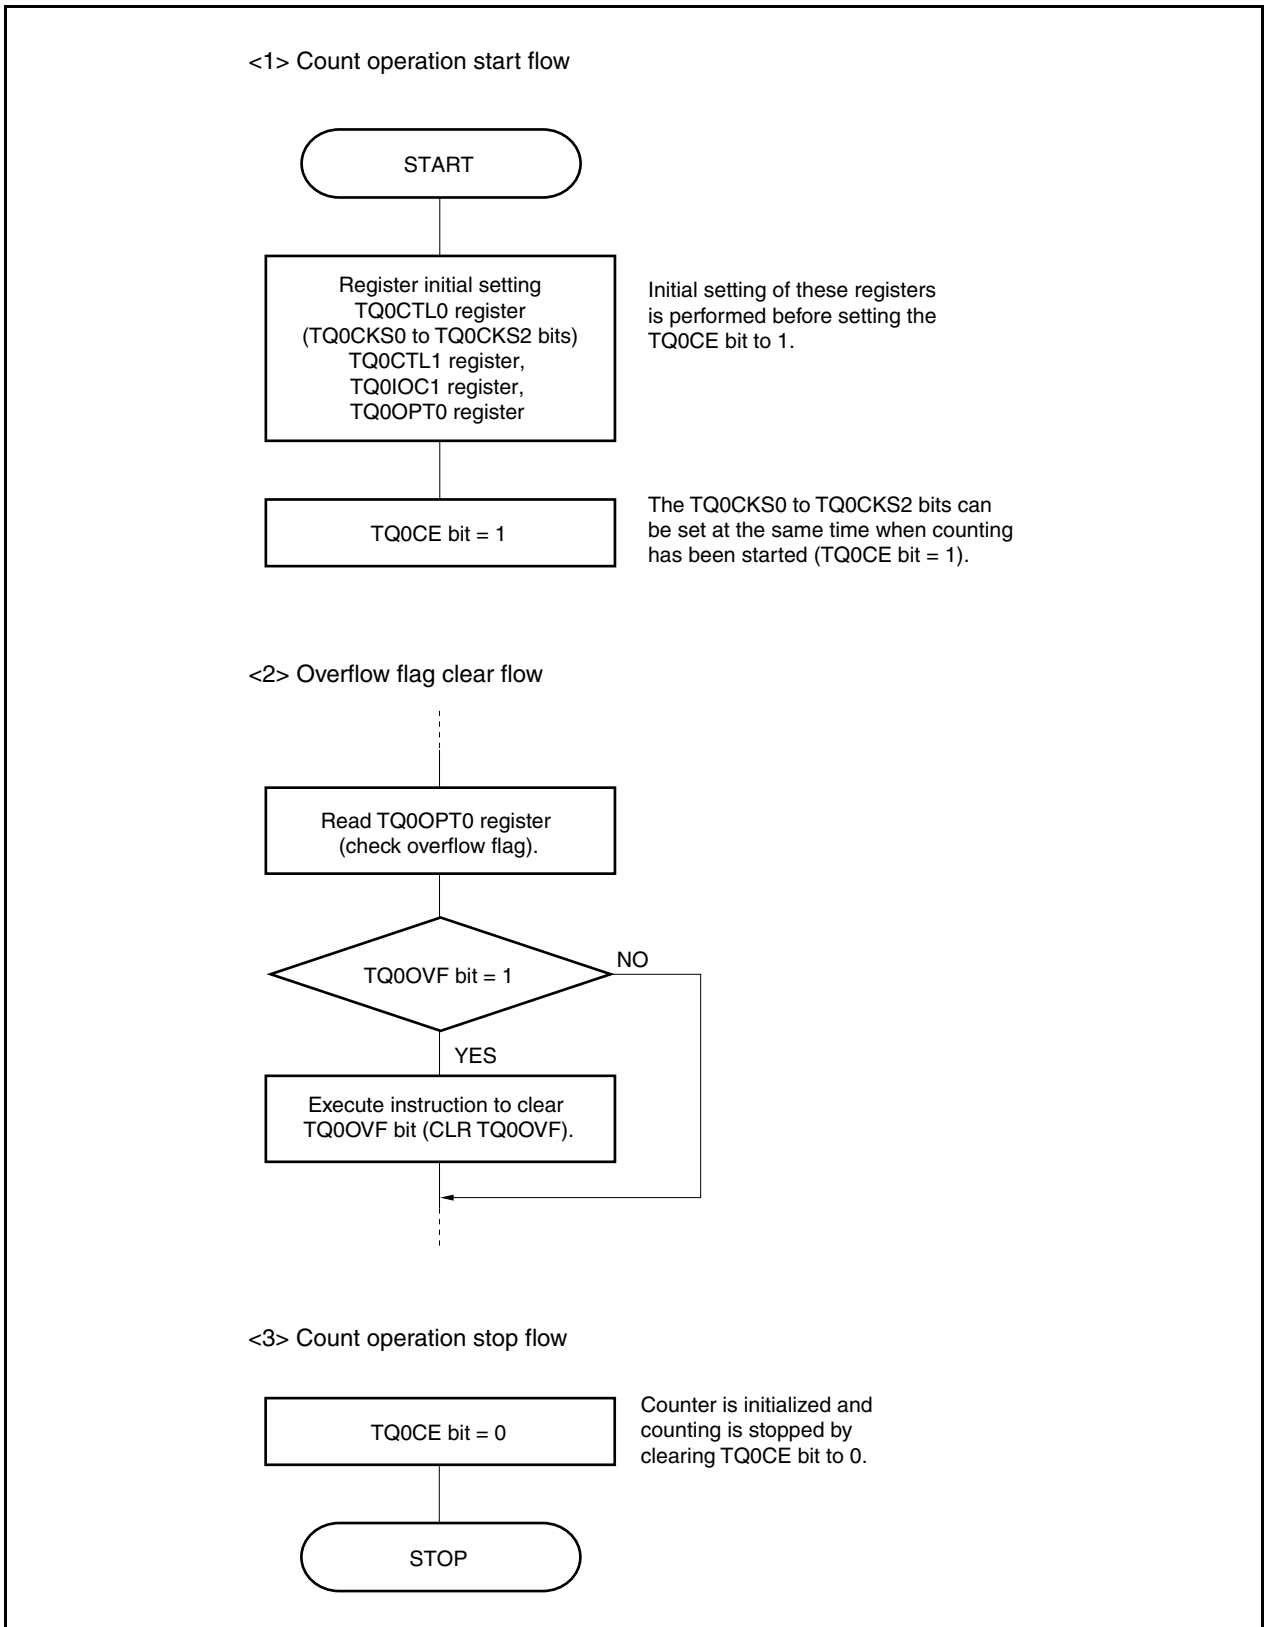 <1> Count operation start flow
START
Register initial setting
TQ0CTL0 register
(TQ0CKS0 to TQ0CKS2 bits)
TQ0CTL1 register,
TQ0IOC1 register,
TQ0OPT0 register
Initial setting of these registers
is performed before setting the
TQ0CE bit to 1.
TQ0CE bit = 1
The TQ0CKS0 to TQ0CKS2 bits can
be set at the same time when counting
has been started (TQ0CE bit = 1).
<2> Overflow flag clear flow
Read TQ0OPT0 register
(check overflow flag).
TQ0OVF bit = 1
NO
YES
Execute instruction to clear
TQ0OVF bit (CLR TQ0OVF).
<3> Count operation stop flow
TQ0CE bit = 0
Counter is initialized and
counting is stopped by
clearing TQ0CE bit to 0.
STOP